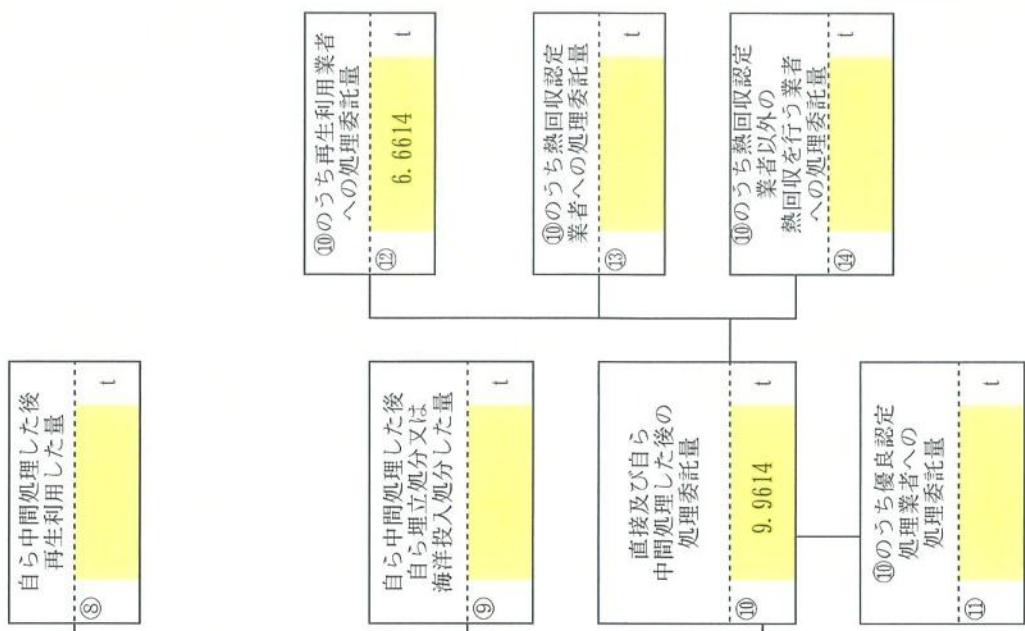 自ら中間処理した後
再生利用した量
⑧ t
自ら中間処理した後
自ら埋立処分又は
海洋投入処分した量
⑨ t
直接及び自ら
中間処理した後の
処理委託量
⑩ 9.9614 t
⑩のうち優良認定
処理業者への
処理委託量
⑪ t
⑩のうち再生利用業者
への処理委託量
⑫ 6.6614 t
⑩のうち熱回収認定
業者への処理委託量
⑬ t
⑩のうち熱回収認定
業者以外の
熱回収を行う業者
への処理委託量
⑭ t